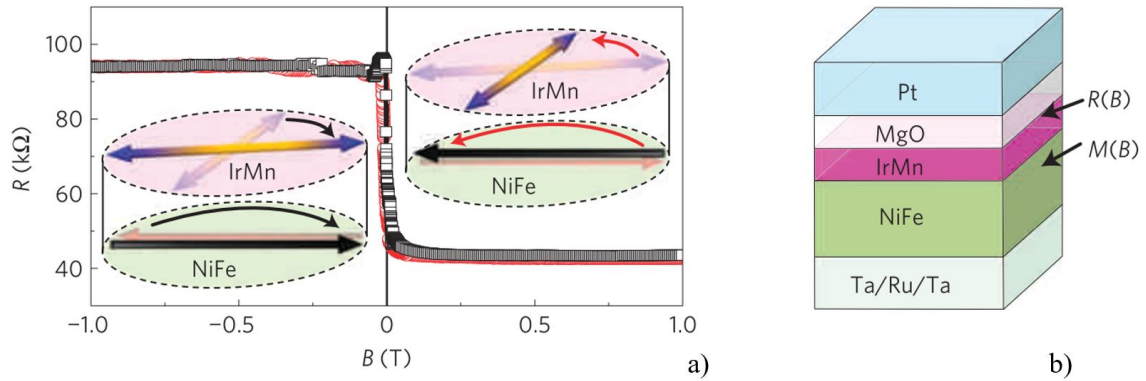 100
80
60
40
R (kΩ)
IrMn
NiFe
IrMn
NiFe
−1.0
−0.5
0
0.5
1.0
B (T)
a)
Pt
MgO
IrMn
NiFe
Ta/Ru/Ta
R(B)
M(B)
b)